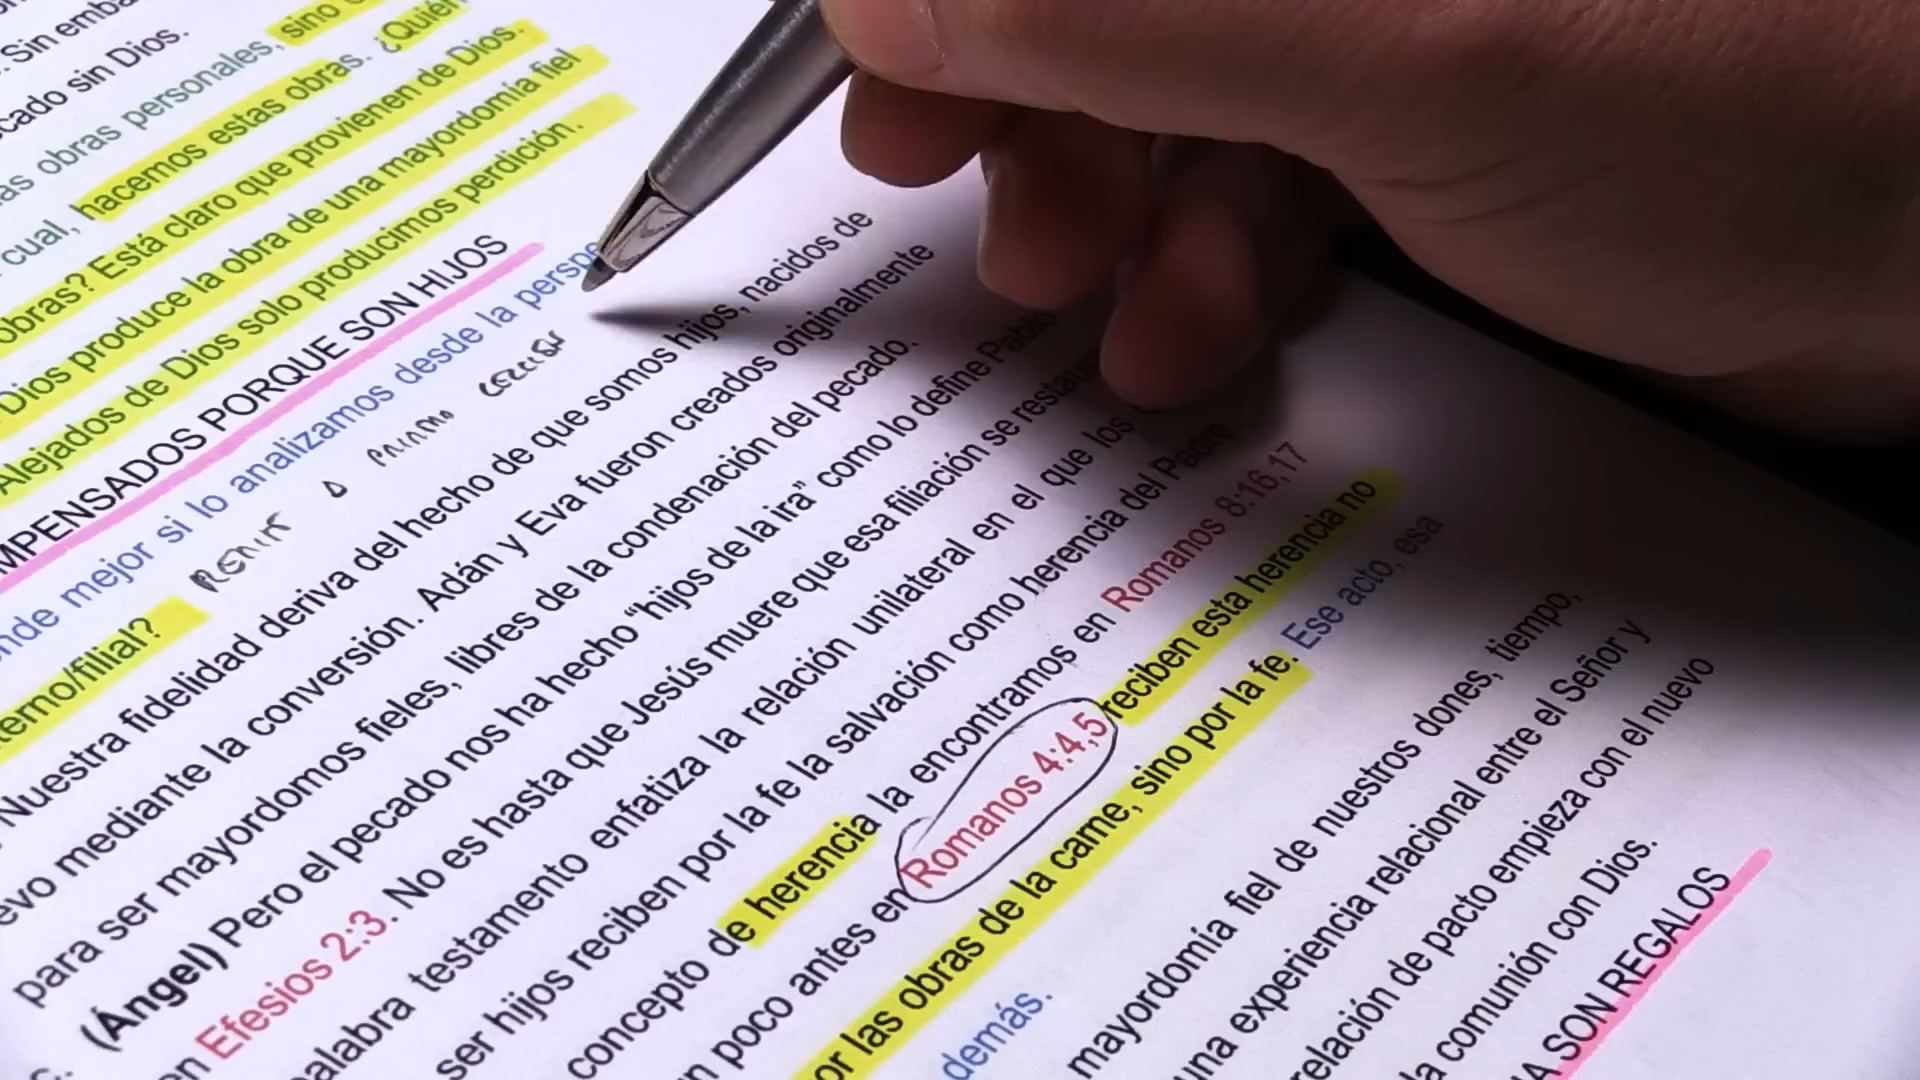 . Sin emba
cado sin Dios.
as obras personales, sino
cual, hacemos estas obras. ¿Quién
obras? Está claro que provienen de Dios.
Dios produce la obra de una mayordomía fiel
Alejados de Dios solo producimos perdición.
MPENSADOS PORQUE SON HIJOS
nde mejor si lo analizamos desde la perspe
terno/filial?
Nuestra fidelidad deriva del hecho de que somos hijos, nacidos de
evo mediante la conversión. Adán y Eva fueron creados originalmente
para ser mayordomos fieles, libres de la condenación del pecado.
(Ángel) Pero el pecado nos ha hecho “hijos de la ira” como lo define Pablo
en Efesios 2:3. No es hasta que Jesús muere que esa filiación se restaura
palabra testamento enfatiza la relación unilateral en el que los
ser hijos reciben por la fe la salvación como herencia del Padre.
concepto de herencia la encontramos en Romanos 8:16,17
n poco antes en Romanos 4:4,5 reciben esta herencia no
or las obras de la carne, sino por la fe. Ese acto, esa
demás.
mayordomía fiel de nuestros dones, tiempo,
una experiencia relacional entre el Señor y
relación de pacto empieza con el nuevo
la comunión con Dios.
A SON REGALOS